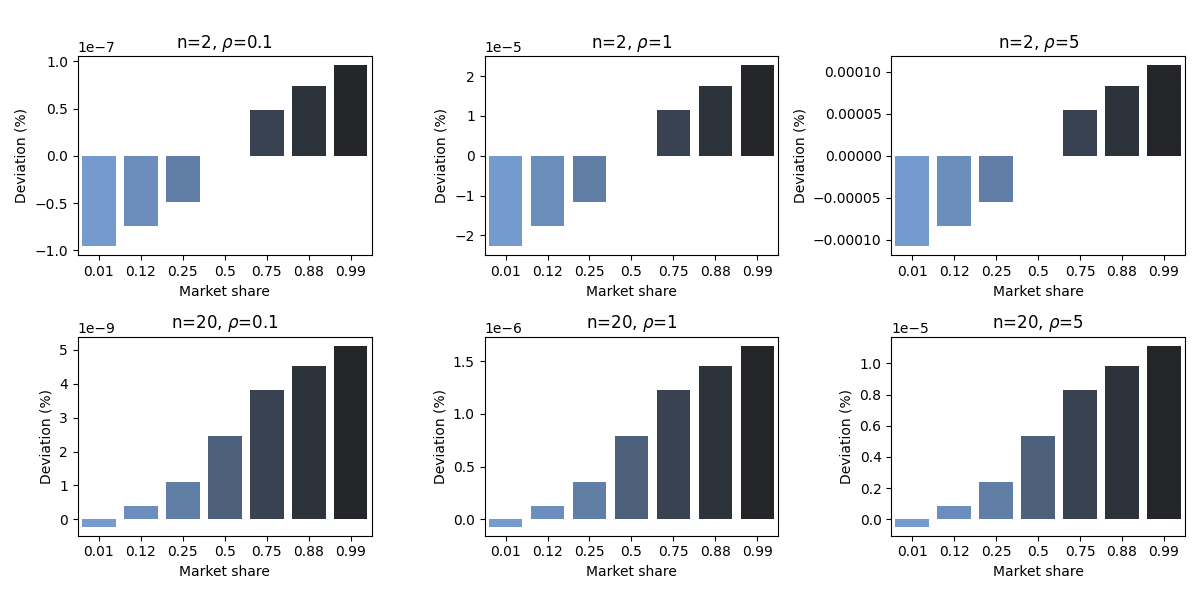 n=2, ρ=0.1
1e−7
Deviation (%)
1.0
0.5
0.0
−0.5
−1.0
0.01 0.12 0.25 0.5 0.75 0.88 0.99
Market share
n=2, ρ=1
1e−5
Deviation (%)
2
1
0
−1
−2
0.01 0.12 0.25 0.5 0.75 0.88 0.99
Market share
n=2, ρ=5
Deviation (%)
0.00010
0.00005
0.00000
−0.00005
−0.00010
0.01 0.12 0.25 0.5 0.75 0.88 0.99
Market share
n=20, ρ=0.1
1e−9
Deviation (%)
5
4
3
2
1
0
0.01 0.12 0.25 0.5 0.75 0.88 0.99
Market share
n=20, ρ=1
1e−6
Deviation (%)
1.5
1.0
0.5
0.0
0.01 0.12 0.25 0.5 0.75 0.88 0.99
Market share
n=20, ρ=5
1e−5
Deviation (%)
1.0
0.8
0.6
0.4
0.2
0.0
0.01 0.12 0.25 0.5 0.75 0.88 0.99
Market share